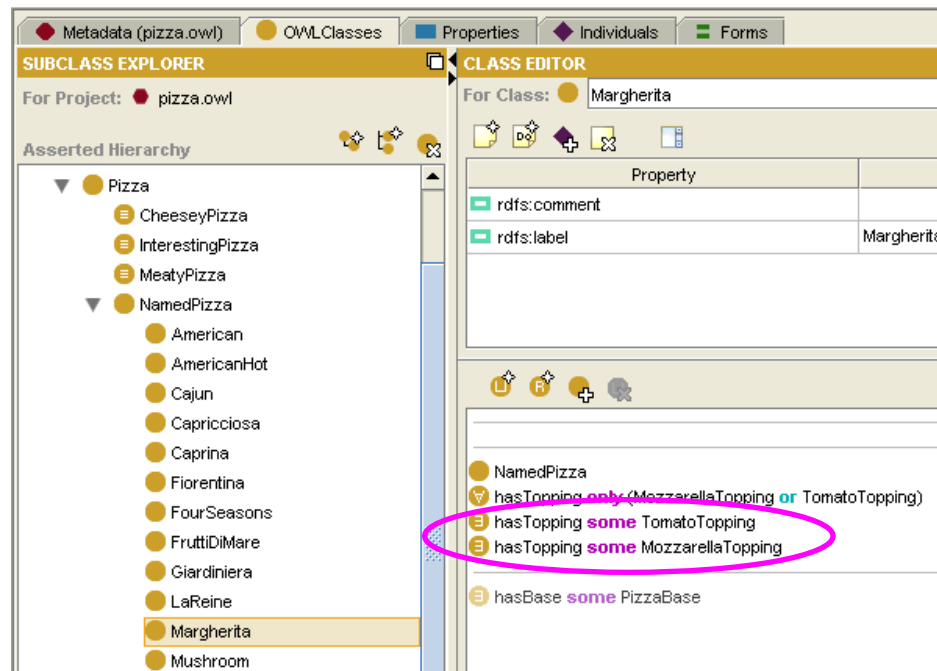 Metadata (pizza.owl)
OWLClasses
Properties
Individuals
Forms
SUBCLASS EXPLORER
For Project: pizza.owl
Asserted Hierarchy
Pizza
CheeseyPizza
InterestingPizza
MeatyPizza
NamedPizza
American
AmericanHot
Cajun
Capricciosa
Caprina
Fiorentina
FourSeasons
FruttiDiMare
Giardiniera
LaReine
Margherita
Mushroom
CLASS EDITOR
For Class: Margherita
Property
rdfs:comment
rdfs:label Margherita
NamedPizza
∀ hasTopping only (MozzarellaTopping or TomatoTopping)
∃ hasTopping some TomatoTopping
∃ hasTopping some MozzarellaTopping
∃ hasBase some PizzaBase